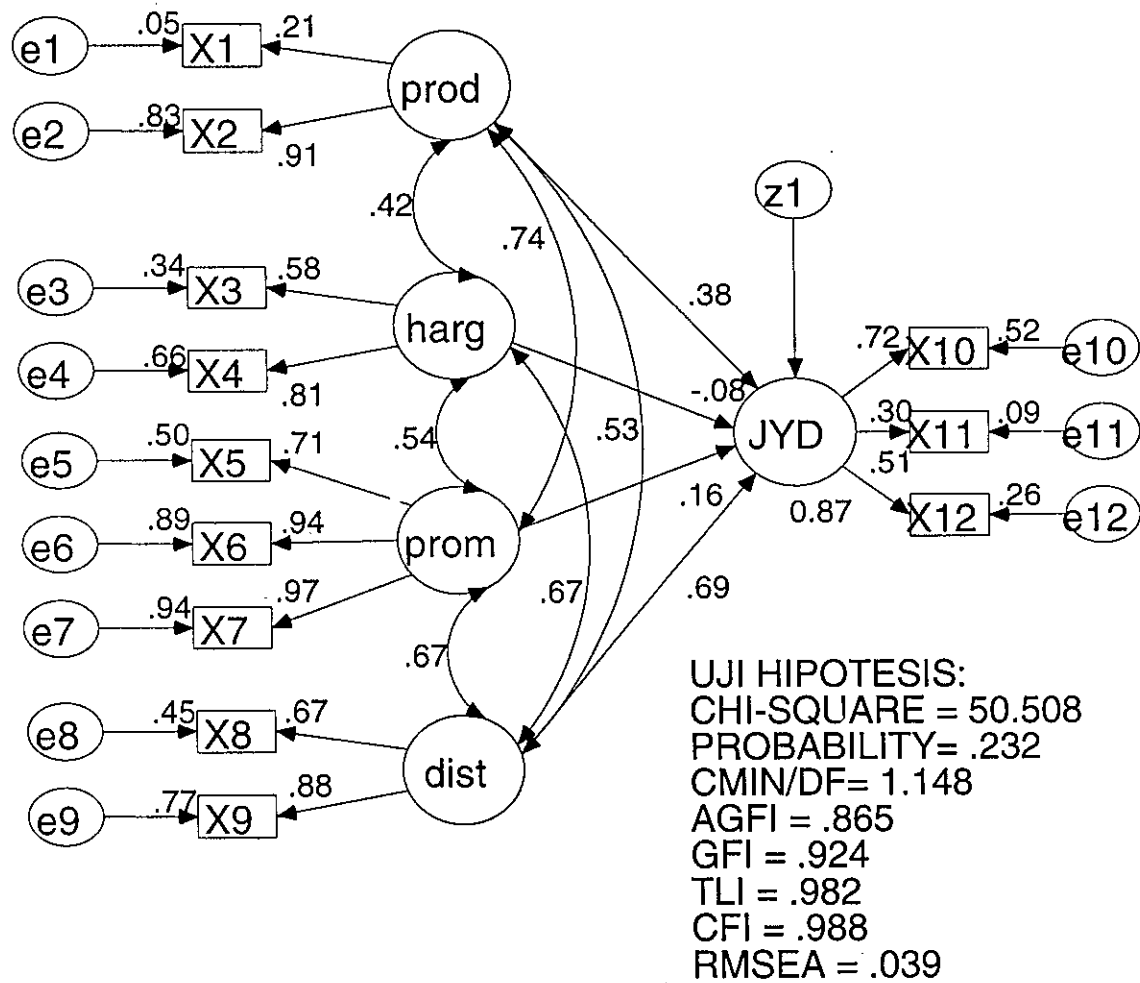 e1 .05 X1 .21
prod
e2 .83 X2 .91
.42
.74
z1
e3 .34 X3 .58
harg
.38
e4 .66 X4 .81
-.08
.72 X10 .52 e10
JYD
.30 X11 .09 e11
.51 X12 .26 e12
0.87
e5 .50 X5 .71
.54
.53
.16
e6 .89 X6 .94
prom
e7 .94 X7 .97
.67
.69
.67
e8 .45 X8 .67
dist
e9 .77 X9 .88
UJI HIPOTESIS:
CHI-SQUARE = 50.508
PROBABILITY= .232
CMIN/DF= 1.148
AGFI = .865
GFI = .924
TLI = .982
CFI = .988
RMSEA = .039